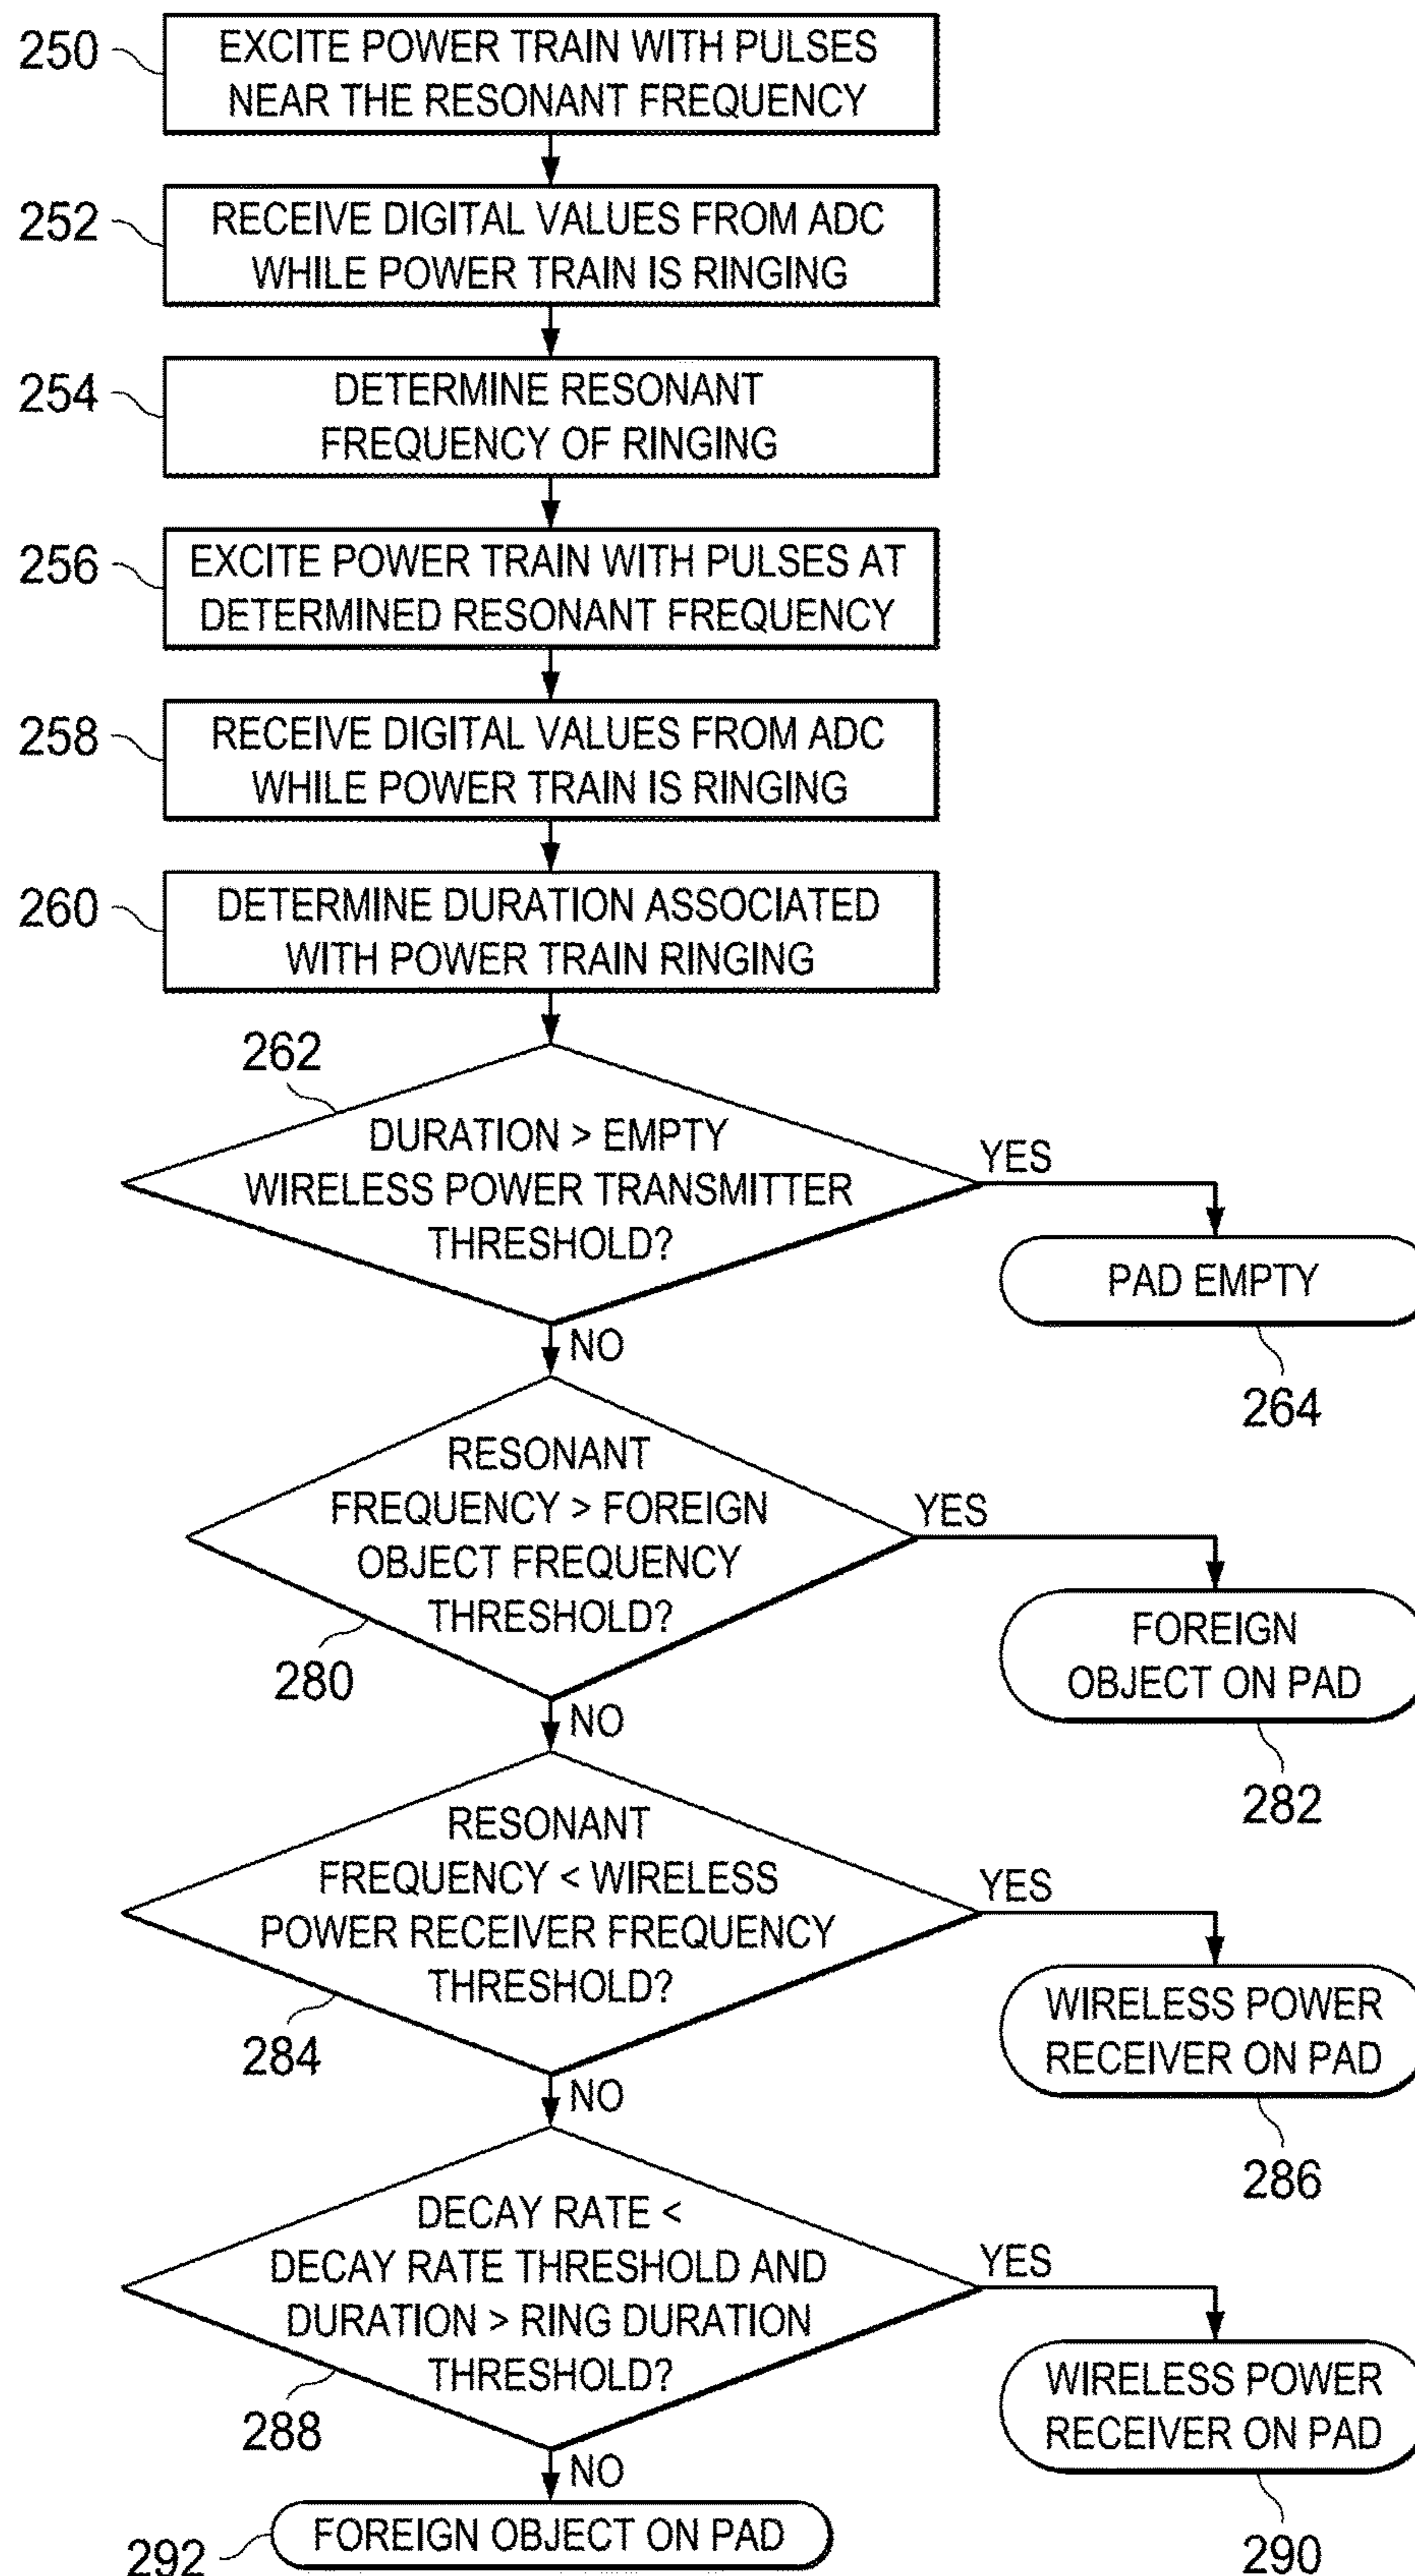 250
EXCITE POWER TRAIN WITH PULSES
NEAR THE RESONANT FREQUENCY
252
RECEIVE DIGITAL VALUES FROM ADC
WHILE POWER TRAIN IS RINGING
254
DETERMINE RESONANT
FREQUENCY OF RINGING
256
EXCITE POWER TRAIN WITH PULSES AT
DETERMINED RESONANT FREQUENCY
258
RECEIVE DIGITAL VALUES FROM ADC
WHILE POWER TRAIN IS RINGING
260
DETERMINE DURATION ASSOCIATED
WITH POWER TRAIN RINGING
262
DURATION > EMPTY
WIRELESS POWER TRANSMITTER
THRESHOLD?
YES
PAD EMPTY
264
NO
RESONANT
FREQUENCY > FOREIGN
OBJECT FREQUENCY
THRESHOLD?
280
YES
FOREIGN
OBJECT ON PAD
282
NO
RESONANT
FREQUENCY < WIRELESS
POWER RECEIVER FREQUENCY
THRESHOLD?
284
YES
WIRELESS POWER
RECEIVER ON PAD
286
NO
DECAY RATE <
DECAY RATE THRESHOLD AND
DURATION > RING DURATION
THRESHOLD?
288
YES
WIRELESS POWER
RECEIVER ON PAD
290
NO
FOREIGN OBJECT ON PAD
292